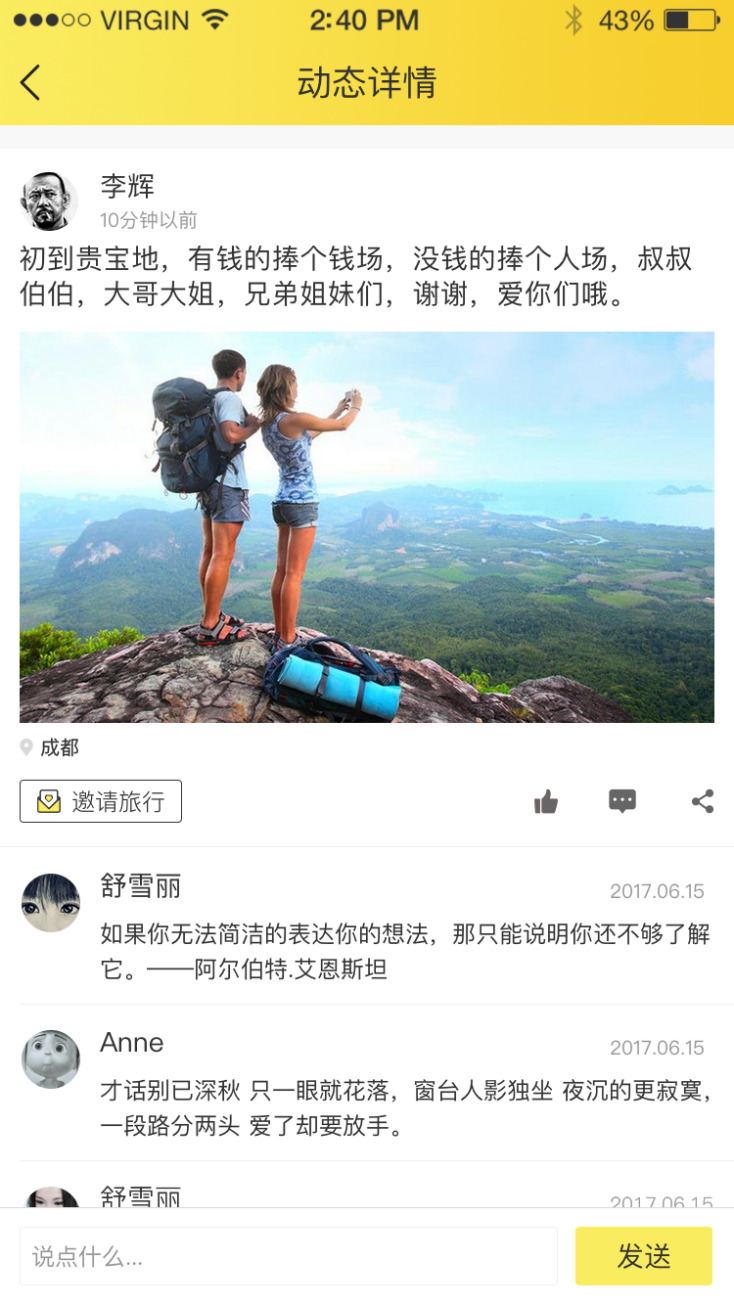 VIRGIN 2:40 PM 43%
动态详情
李辉
10分钟以前
初到贵宝地，有钱的捧个钱场，没钱的捧个人场，叔叔
伯伯，大哥大姐，兄弟姐妹们，谢谢，爱你们哦。
成都
邀请旅行
舒雪丽 2017.06.15
如果你无法简洁的表达你的想法，那只能说明你还不够了解
它。——阿尔伯特.艾恩斯坦
Anne 2017.06.15
才话别已深秋 只一眼就花落，窗台人影独坐 夜沉的更寂寞，
一段路分两头 爱了却要放手。
舒雪丽 2017.06.15
说点什么... 发送